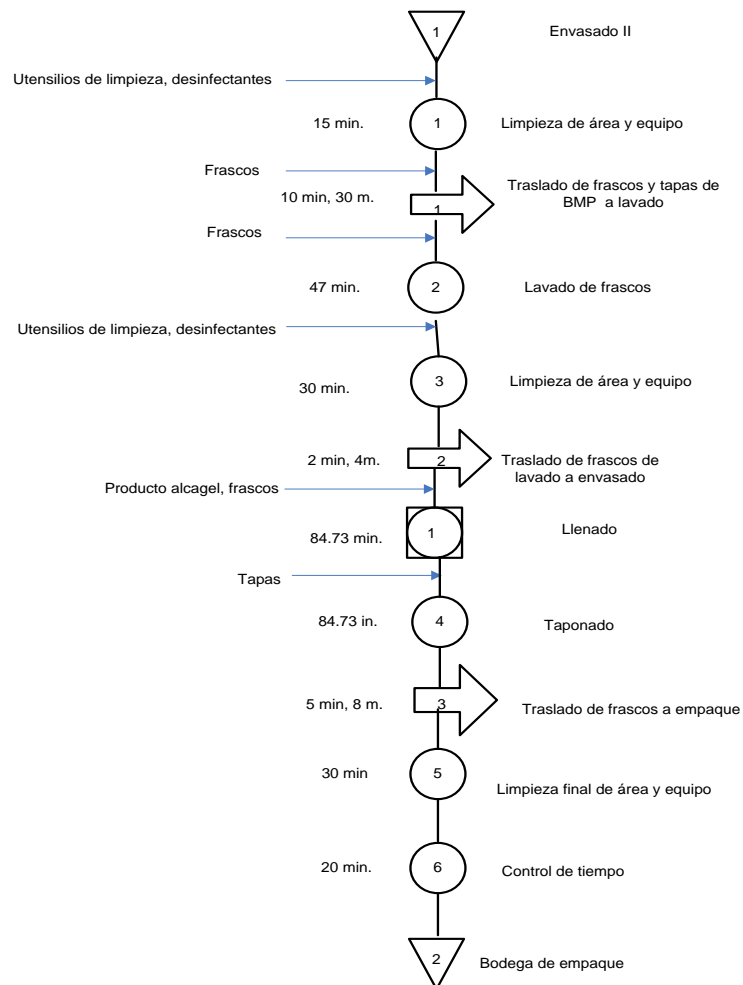 1
Envasado II
Utensilios de limpieza, desinfectantes
15 min.
1
Limpieza de área y equipo
Frascos
10 min, 30 m.
1
Traslado de frascos y tapas de
BMP a lavado
Frascos
47 min.
2
Lavado de frascos
Utensilios de limpieza, desinfectantes
30 min.
3
Limpieza de área y equipo
2 min, 4m.
2
Traslado de frascos de
lavado a envasado
Producto alcagel, frascos
84.73 min.
1
Llenado
Tapas
84.73 in.
4
Taponado
5 min, 8 m.
3
Traslado de frascos a empaque
30 min
5
Limpieza final de área y equipo
20 min.
6
Control de tiempo
2
Bodega de empaque